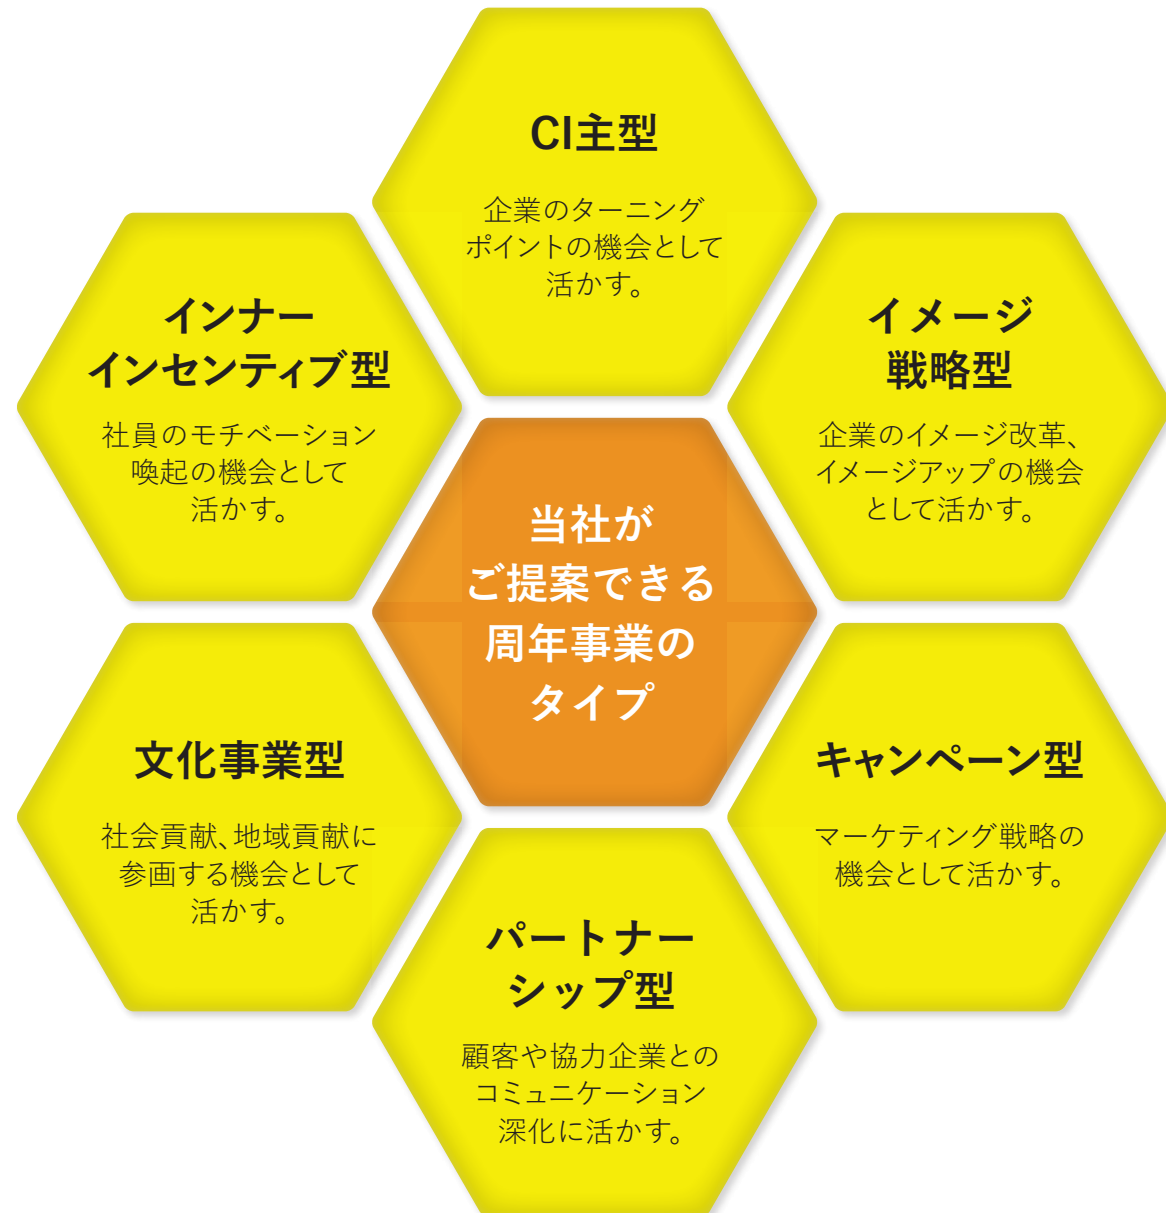 CI主型
企業のターニング
ポイントの機会として
活かす。
イメージ
戦略型
企業のイメージ改革、
イメージアップの機会
として活かす。
キャンペーン型
マーケティング戦略の
機会として活かす。
パートナー
シップ型
顧客や協力企業との
コミュニケーション
深化に活かす。
文化事業型
社会貢献、地域貢献に
参画する機会として
活かす。
インナー
インセンティブ型
社員のモチベーション
喚起の機会として
活かす。
当社が
ご提案できる
周年事業の
タイプ